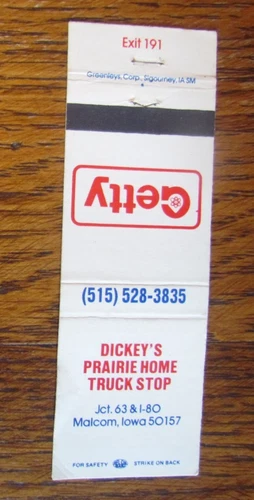 Exit 191
Greenleys, Corp., Sigourney, IA SM
Getty
(515) 528-3835
DICKEY'S
PRAIRIE HOME
TRUCK STOP
Jct. 63 & I-80
Malcom, Iowa 50157
FOR SAFETY STRIKE ON BACK